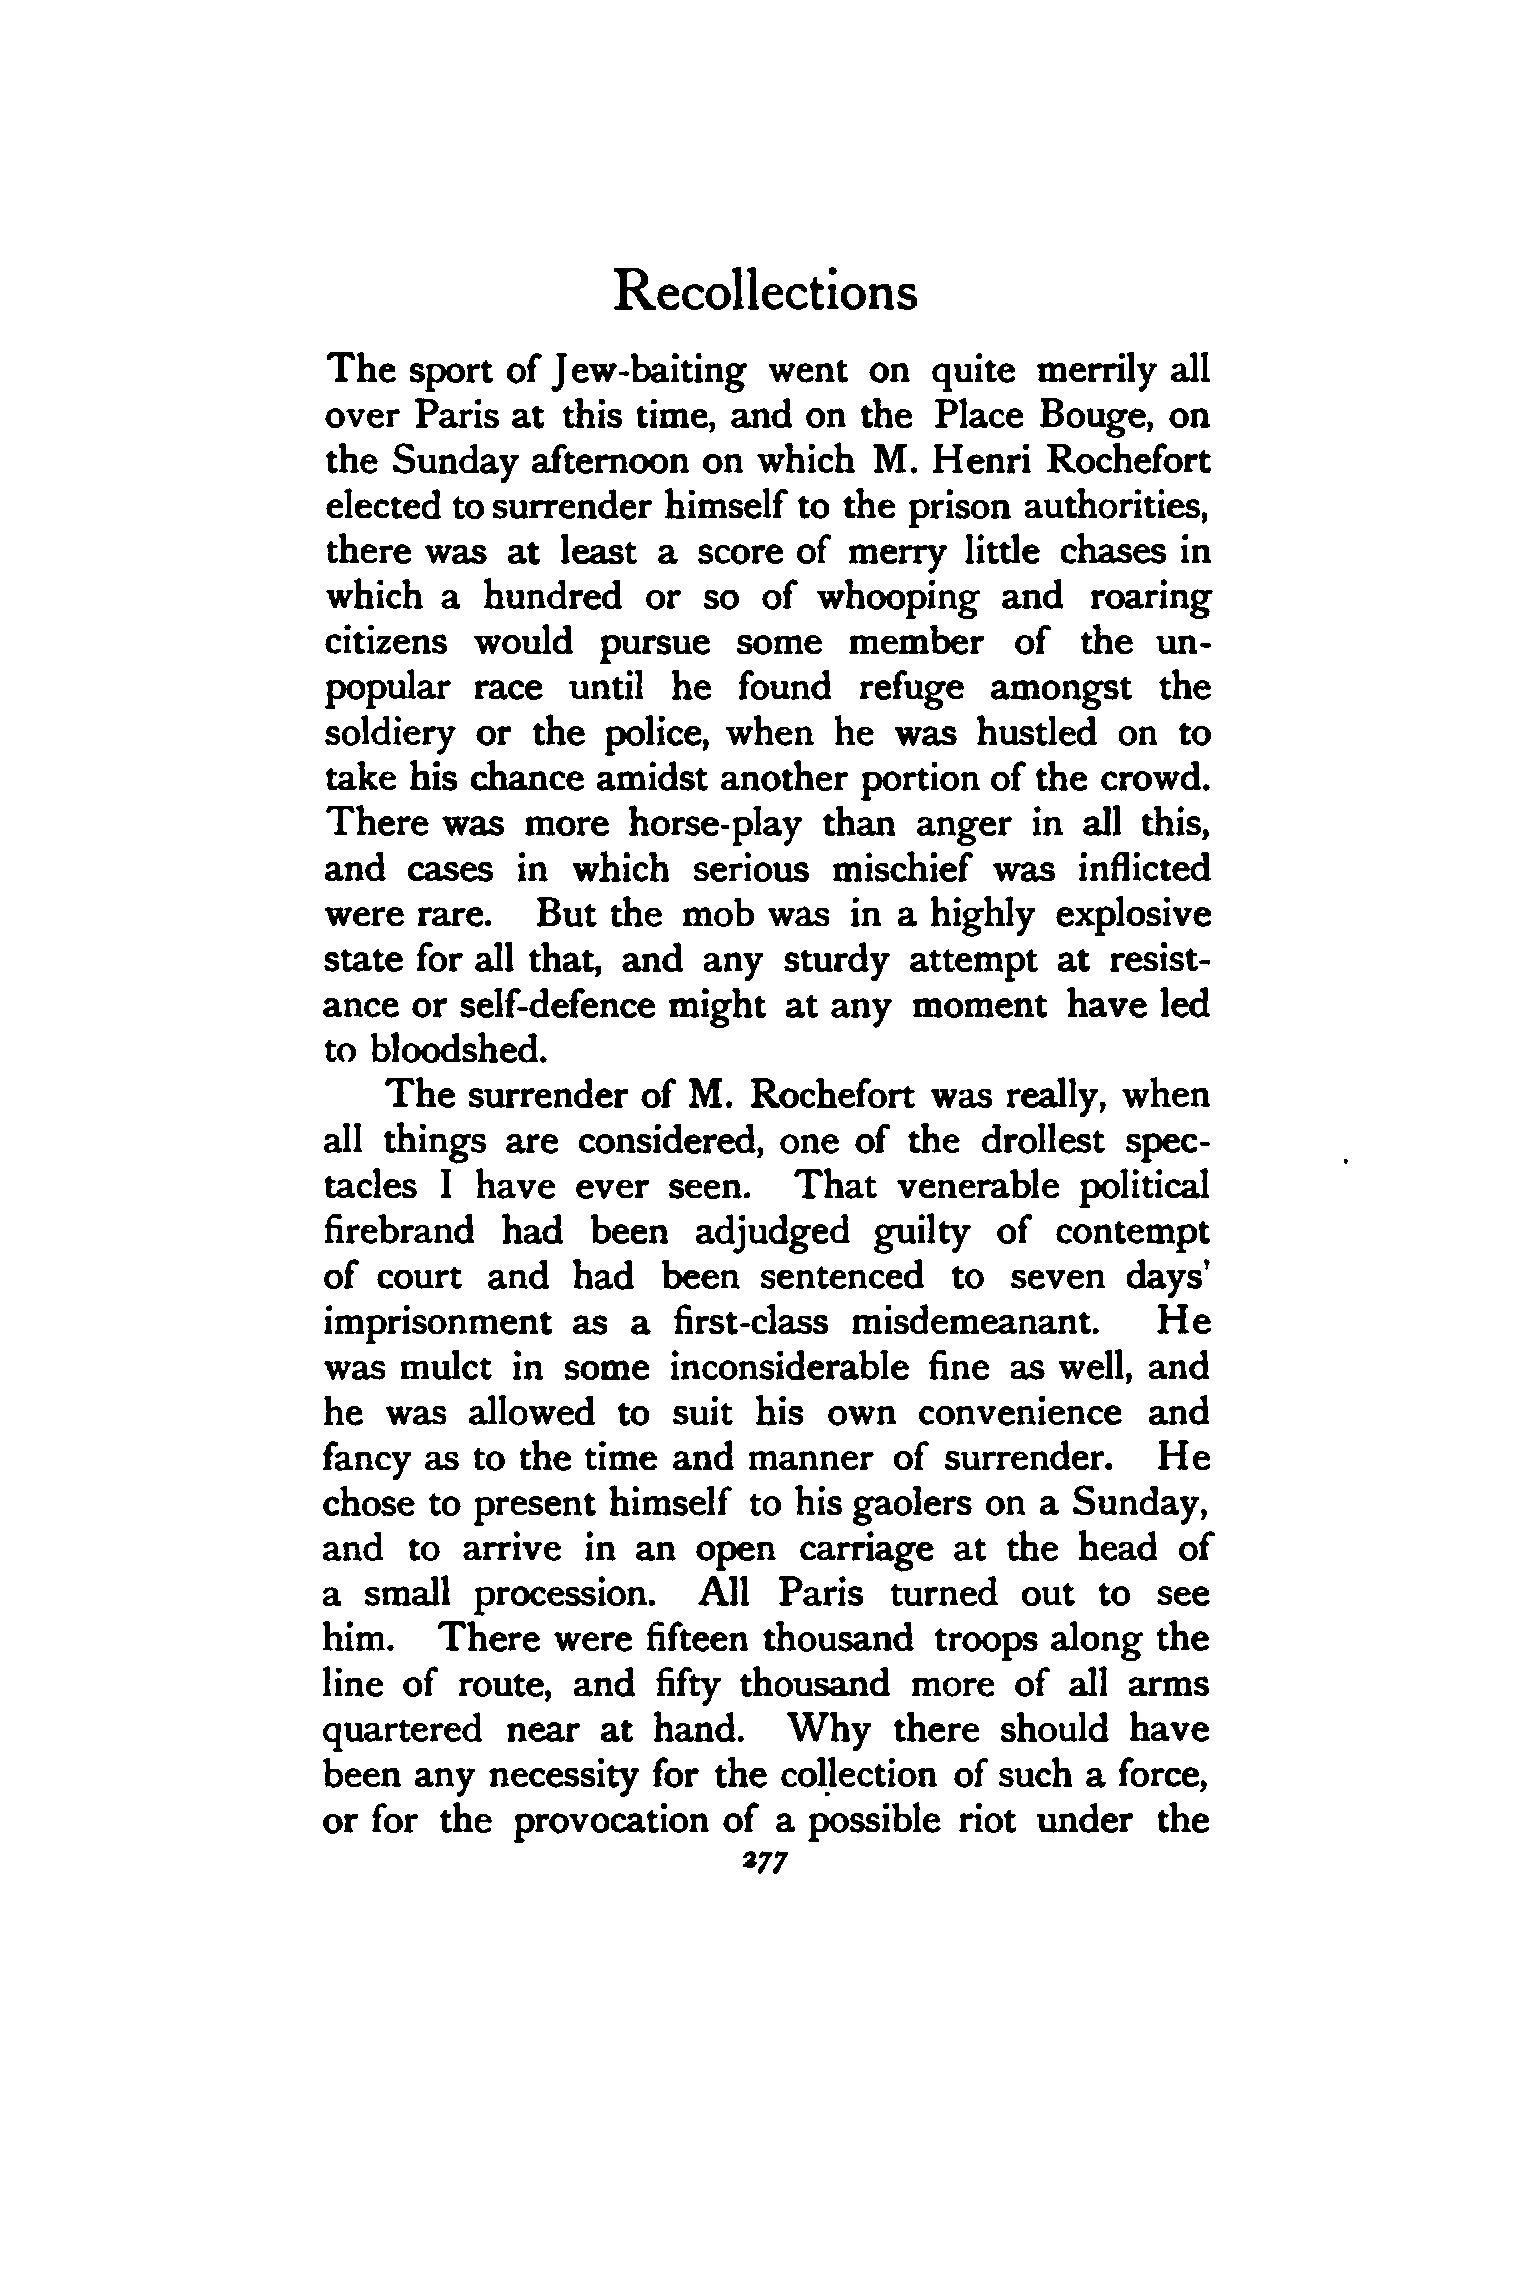 Recollections
The sport of Jew-baiting went on quite merrily all
over Paris at this time, and on the Place Bouge, on
the Sunday afternoon on which M. Henri Rochefort
elected to surrender himself to the prison authorities,
there was at least a score of merry little chases in
which a hundred or so of whooping and roaring
citizens would pursue some member of the un-
popular race until he found refuge amongst the
soldiery or the police, when he was hustled on to
take his chance amidst another portion of the crowd.
There was more horse-play than anger in all this,
and cases in which serious mischief was inflicted
were rare. But the mob was in a highly explosive
state for all that, and any sturdy attempt at resist-
ance or self-defence might at any moment have led
to bloodshed.
The surrender of M. Rochefort was really, when
all things are considered, one of the drollest spec-
tacles I have ever seen. That venerable political
firebrand had been adjudged guilty of contempt
of court and had been sentenced to seven days'
imprisonment as a first-class misdemeanant. He
was mulct in some inconsiderable fine as well, and
he was allowed to suit his own convenience and
fancy as to the time and manner of surrender. He
chose to present himself to his gaolers on a Sunday,
and to arrive in an open carriage at the head of
a small procession. All Paris turned out to see
him. There were fifteen thousand troops along the
line of route, and fifty thousand more of all arms
quartered near at hand. Why there should have
been any necessity for the collection of such a force,
or for the provocation of a possible riot under the
277